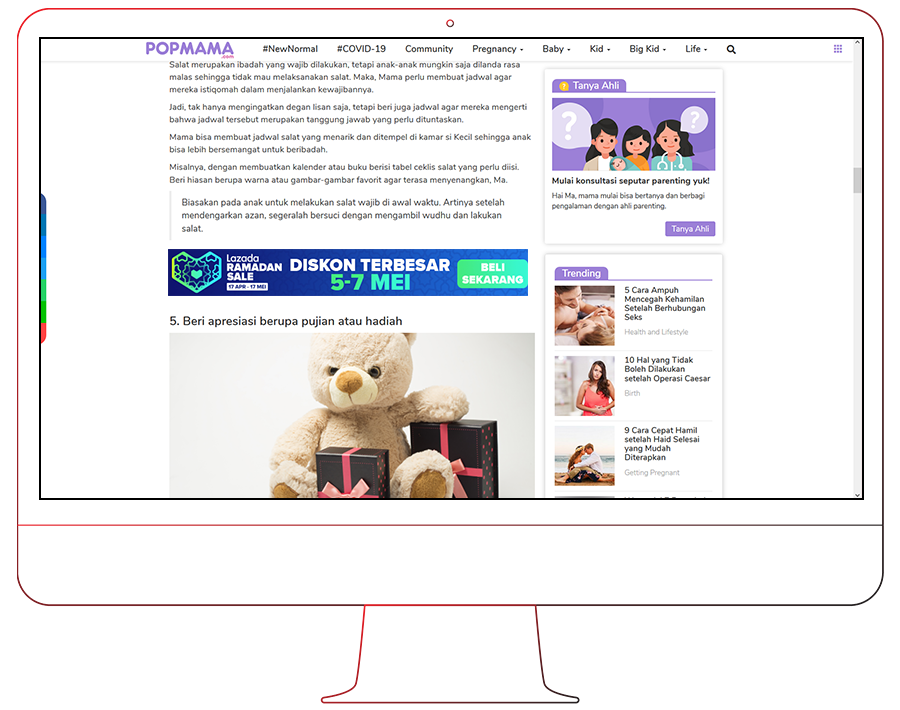 POPMAMA
.com
#NewNormal #COVID-19 Community Pregnancy Baby Kid Big Kid Life
Salat merupakan ibadah yang wajib dilakukan, tetapi anak-anak mungkin saja dilanda rasa
malas sehingga tidak mau melaksanakan salat. Maka, Mama perlu membuat jadwal agar
mereka istiqomah dalam menjalankan kewajibannya.
Jadi, tak hanya mengingatkan degan lisan saja, tetapi beri juga jadwal agar mereka mengerti
bahwa jadwal tersebut merupakan tanggung jawab yang perlu dituntaskan.
Mama bisa membuat jadwal salat yang menarik dan ditempel di kamar si Kecil sehingga anak
bisa lebih bersemangat untuk beribadah.
Misalnya, dengan membuatkan kalender atau buku berisi tabel ceklis salat yang perlu diisi.
Beri hiasan berupa warna atau gambar-gambar favorit agar terasa menyenangkan, Ma.
Biasakan pada anak untuk melakukan salat wajib di awal waktu. Artinya setelah
mendengarkan azan, segeralah bersuci dengan mengambil wudhu dan lakukan
salat.
Lazada
RAMADAN
SALE
17 APR - 17 MEI
DISKON TERBESAR
5-7 MEI
BELI
SEKARANG
5. Beri apresiasi berupa pujian atau hadiah
? Tanya Ahli
?
?
Mulai konsultasi seputar parenting yuk!
Hai Ma, mama mulai bisa bertanya dan berbagi
pengalaman dengan ahli parenting.
Tanya Ahli
Trending
5 Cara Ampuh
Mencegah Kehamilan
Setelah Berhubungan
Seks
Health and Lifestyle
10 Hal yang Tidak
Boleh Dilakukan
setelah Operasi Caesar
Birth
9 Cara Cepat Hamil
setelah Haid Selesai
yang Mudah
Diterapkan
Getting Pregnant